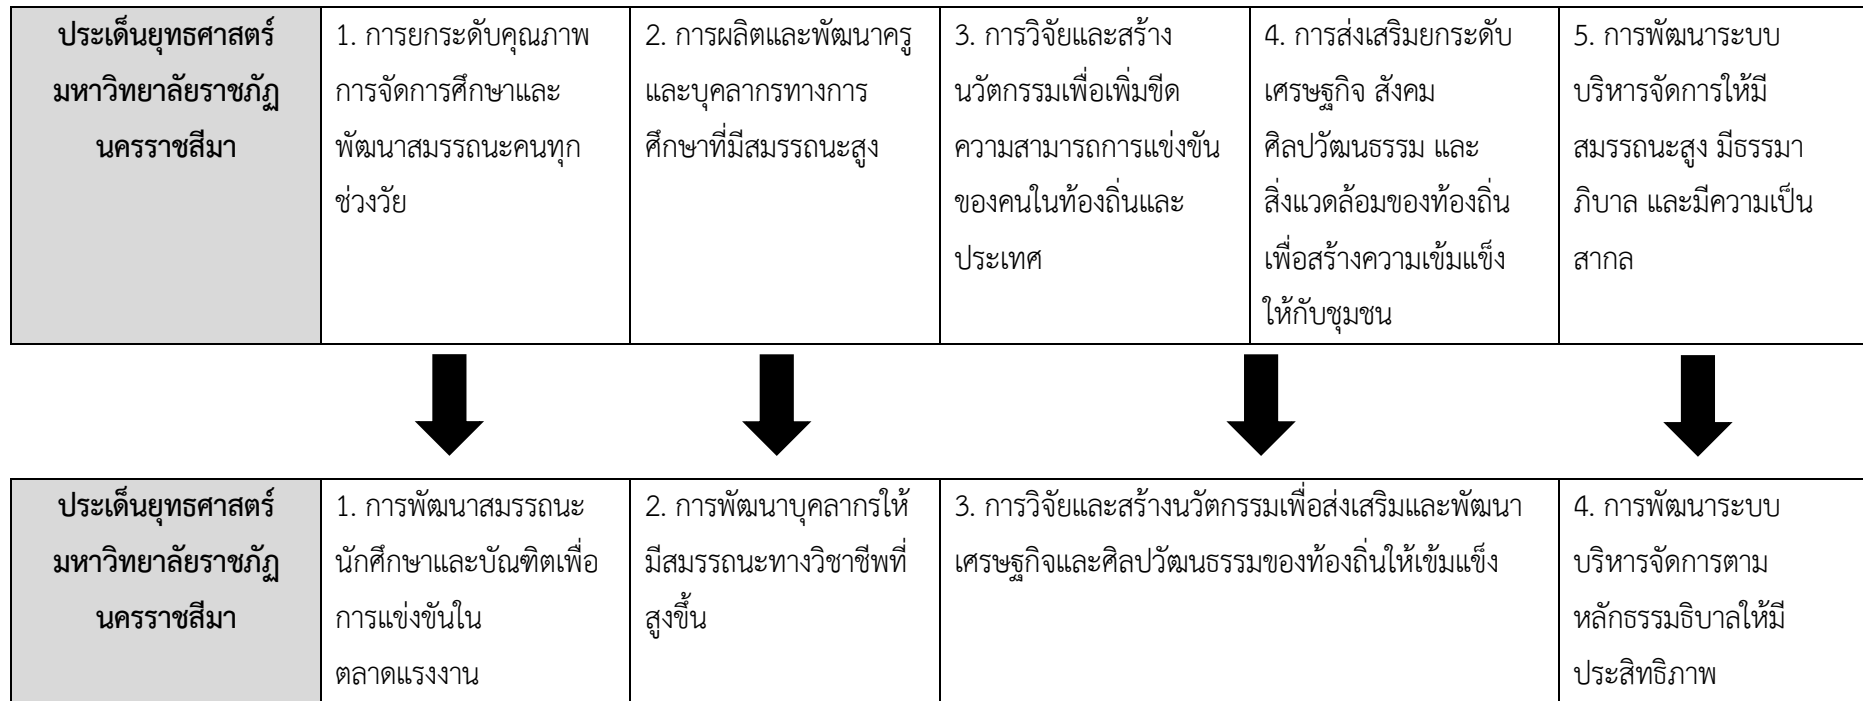 ประเด็นยุทธศาสตร์
มหาวิทยาลัยราชภัฏ
นครราชสีมา
1. การยกระดับคุณภาพ
การจัดการศึกษาและ
พัฒนาสมรรถนะคนทุก
ช่วงวัย
2. การผลิตและพัฒนาครู
และบุคลากรทางการ
ศึกษาที่มีสมรรถนะสูง
3. การวิจัยและสร้าง
นวัตกรรมเพื่อเพิ่มขีด
ความสามารถการแข่งขัน
ของคนในท้องถิ่นและ
ประเทศ
4. การส่งเสริมยกระดับ
เศรษฐกิจ สังคม
ศิลปวัฒนธรรม และ
สิ่งแวดล้อมของท้องถิ่น
เพื่อสร้างความเข้มแข็ง
ให้กับชุมชน
5. การพัฒนาระบบ
บริหารจัดการให้มี
สมรรถนะสูง มีธรรมา
ภิบาล และมีความเป็น
สากล
ประเด็นยุทธศาสตร์
มหาวิทยาลัยราชภัฏ
นครราชสีมา
1. การพัฒนาสมรรถนะ
นักศึกษาและบัณฑิตเพื่อ
การแข่งขันใน
ตลาดแรงงาน
2. การพัฒนาบุคลากรให้
มีสมรรถนะทางวิชาชีพที่
สูงขึ้น
3. การวิจัยและสร้างนวัตกรรมเพื่อส่งเสริมและพัฒนา
เศรษฐกิจและศิลปวัฒนธรรมของท้องถิ่นให้เข้มแข็ง
4. การพัฒนาระบบ
บริหารจัดการตาม
หลักธรรมธิบาลให้มี
ประสิทธิภาพ